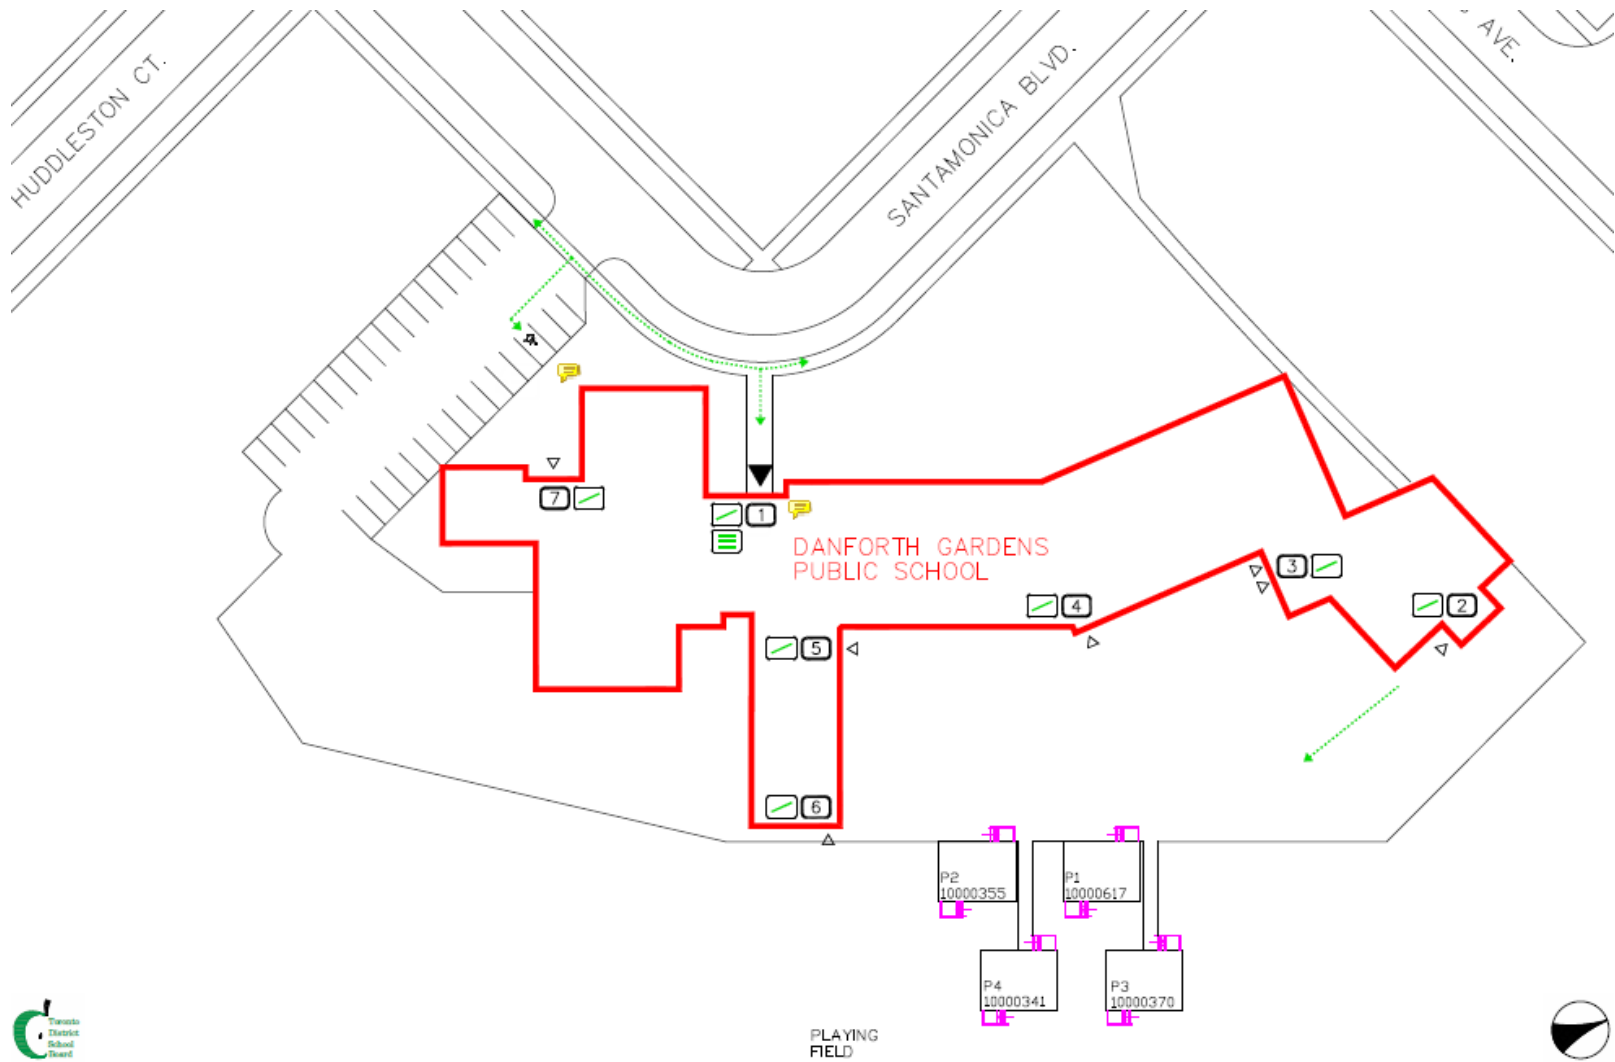 HUDDLESTON CT.
SANTAMONICA BLVD.
AVE.
7
1
DANFORTH GARDENS
PUBLIC SCHOOL
3
4
2
5
6
P2
10000355
P1
10000617
P4
10000341
P3
10000370
PLAYING
FIELD
Toronto
District
School
Board